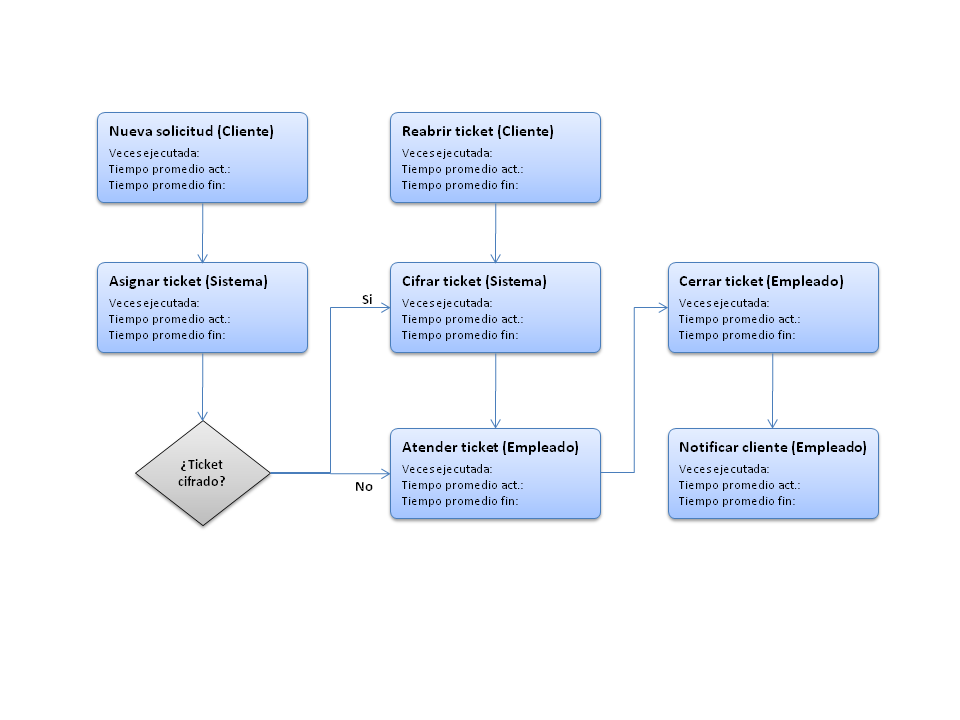 Nueva solicitud (Cliente)
Veces ejecutada:
Tiempo promedio act.:
Tiempo promedio fin:
Reabrir ticket (Cliente)
Veces ejecutada:
Tiempo promedio act.:
Tiempo promedio fin:
Asignar ticket (Sistema)
Veces ejecutada:
Tiempo promedio act.:
Tiempo promedio fin:
Si
Cifrar ticket (Sistema)
Veces ejecutada:
Tiempo promedio act.:
Tiempo promedio fin:
Cerrar ticket (Empleado)
Veces ejecutada:
Tiempo promedio act.:
Tiempo promedio fin:
¿Ticket
cifrado?
No
Atender ticket (Empleado)
Veces ejecutada:
Tiempo promedio act.:
Tiempo promedio fin:
Notificar cliente (Empleado)
Veces ejecutada:
Tiempo promedio act.:
Tiempo promedio fin: